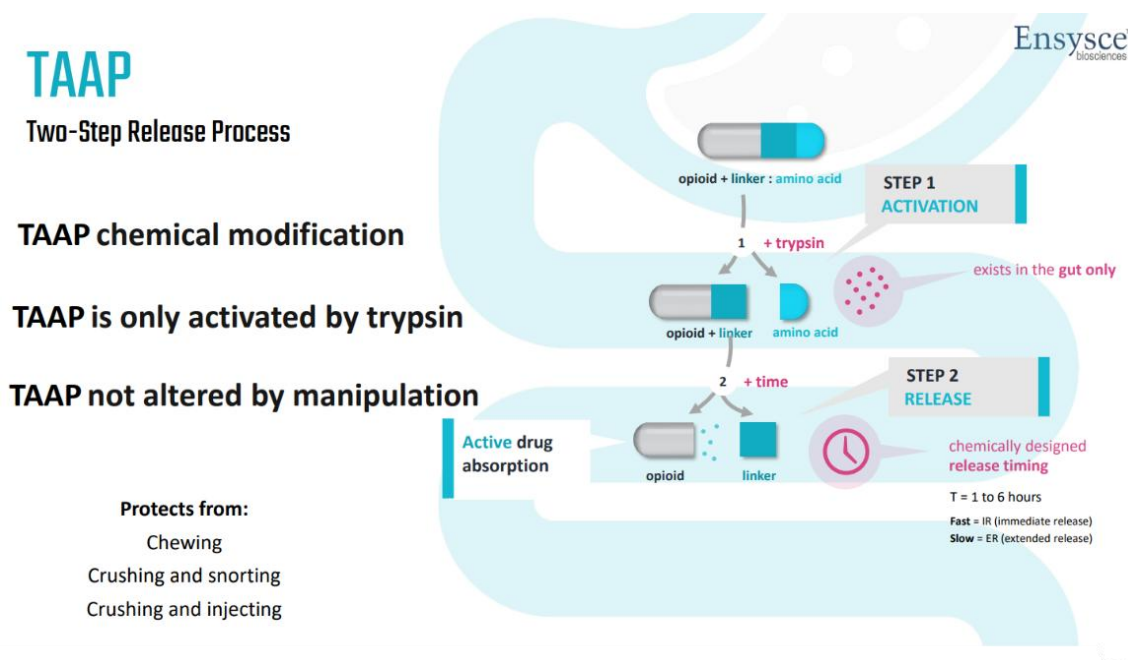 Ensysce
biosciences
TAAP
Two-Step Release Process
opioid + linker : amino acid
STEP 1
ACTIVATION
TAAP chemical modification
1
+ trypsin
exists in the gut only
TAAP is only activated by trypsin
opioid + linker
amino acid
STEP 2
RELEASE
2
+ time
TAAP not altered by manipulation
Active drug
absorption
opioid
linker
chemically designed
release timing
T = 1 to 6 hours
Fast = IR (immediate release)
Slow = ER (extended release)
Protects from:
Chewing
Crushing and snorting
Crushing and injecting